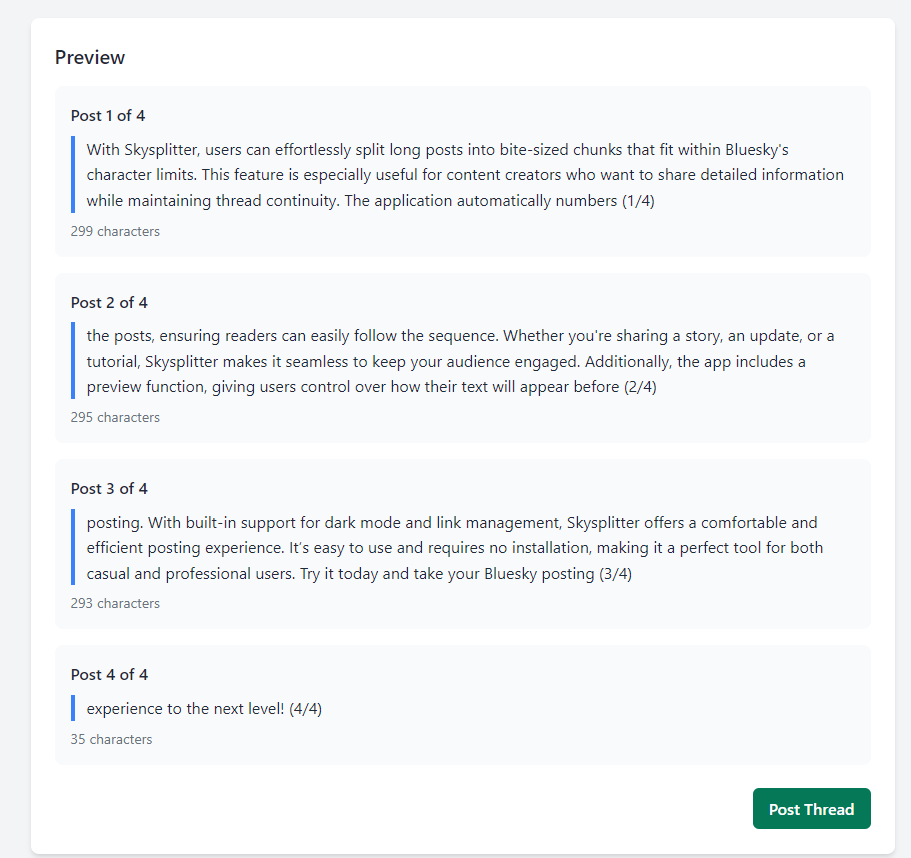 Preview
Post 1 of 4
With Skysplitter, users can effortlessly split long posts into bite-sized chunks that fit within Bluesky's
character limits. This feature is especially useful for content creators who want to share detailed information
while maintaining thread continuity. The application automatically numbers (1/4)
299 characters
Post 2 of 4
the posts, ensuring readers can easily follow the sequence. Whether you're sharing a story, an update, or a
tutorial, Skysplitter makes it seamless to keep your audience engaged. Additionally, the app includes a
preview function, giving users control over how their text will appear before (2/4)
295 characters
Post 3 of 4
posting. With built-in support for dark mode and link management, Skysplitter offers a comfortable and
efficient posting experience. It's easy to use and requires no installation, making it a perfect tool for both
casual and professional users. Try it today and take your Bluesky posting (3/4)
293 characters
Post 4 of 4
experience to the next level! (4/4)
35 characters
Post Thread